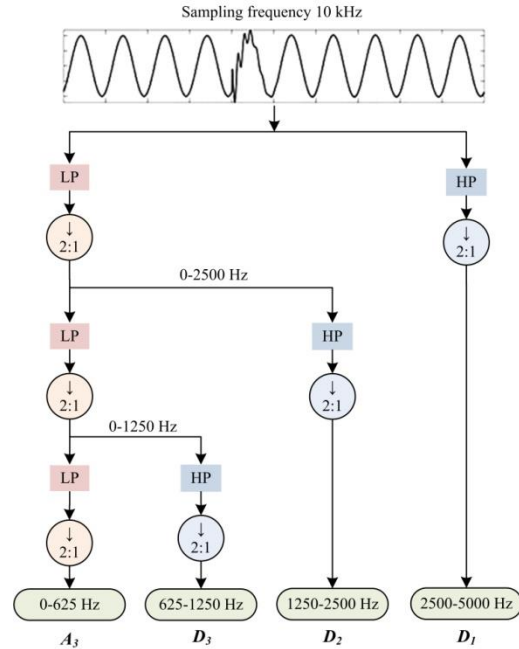 Sampling frequency 10 kHz
LP
HP
↓
2:1
↓
2:1
0-2500 Hz
LP
HP
↓
2:1
↓
2:1
0-1250 Hz
LP
HP
↓
2:1
↓
2:1
0-625 Hz
625-1250 Hz
1250-2500 Hz
2500-5000 Hz
A3
D3
D2
D1